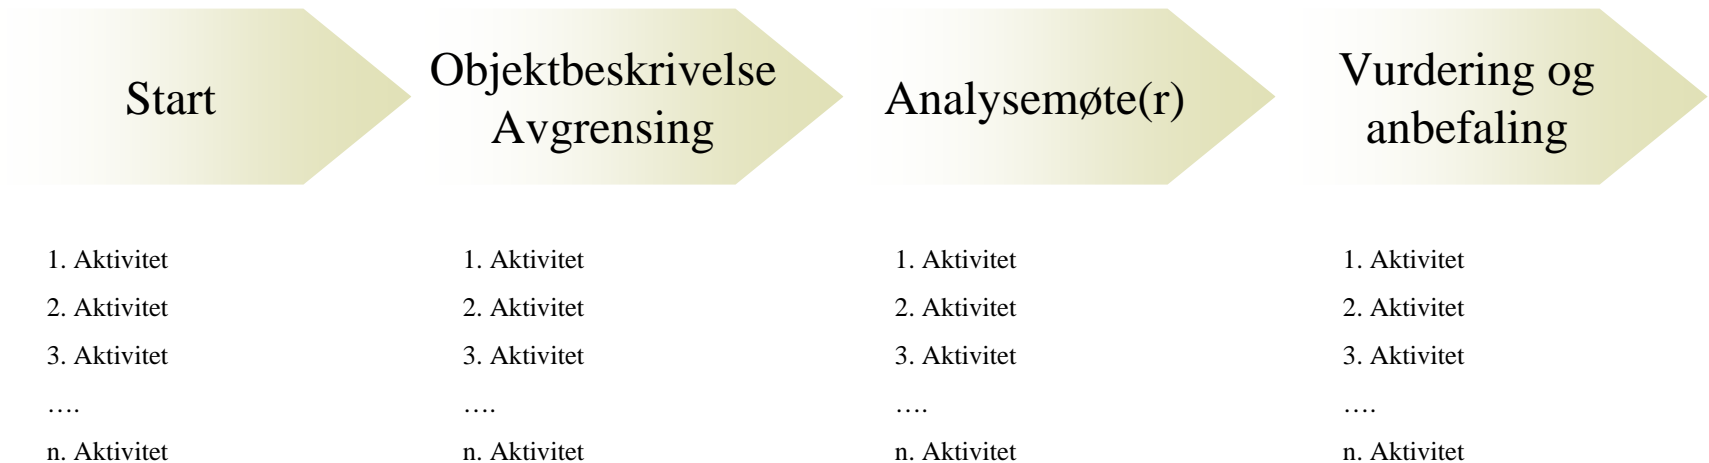 Start
Objektbeskrivelse
Avgrensing
Analysemøte(r)
Vurdering og
anbefaling
1. Aktivitet
2. Aktivitet
3. Aktivitet
….
n. Aktivitet
1. Aktivitet
2. Aktivitet
3. Aktivitet
….
n. Aktivitet
1. Aktivitet
2. Aktivitet
3. Aktivitet
….
n. Aktivitet
1. Aktivitet
2. Aktivitet
3. Aktivitet
….
n. Aktivitet